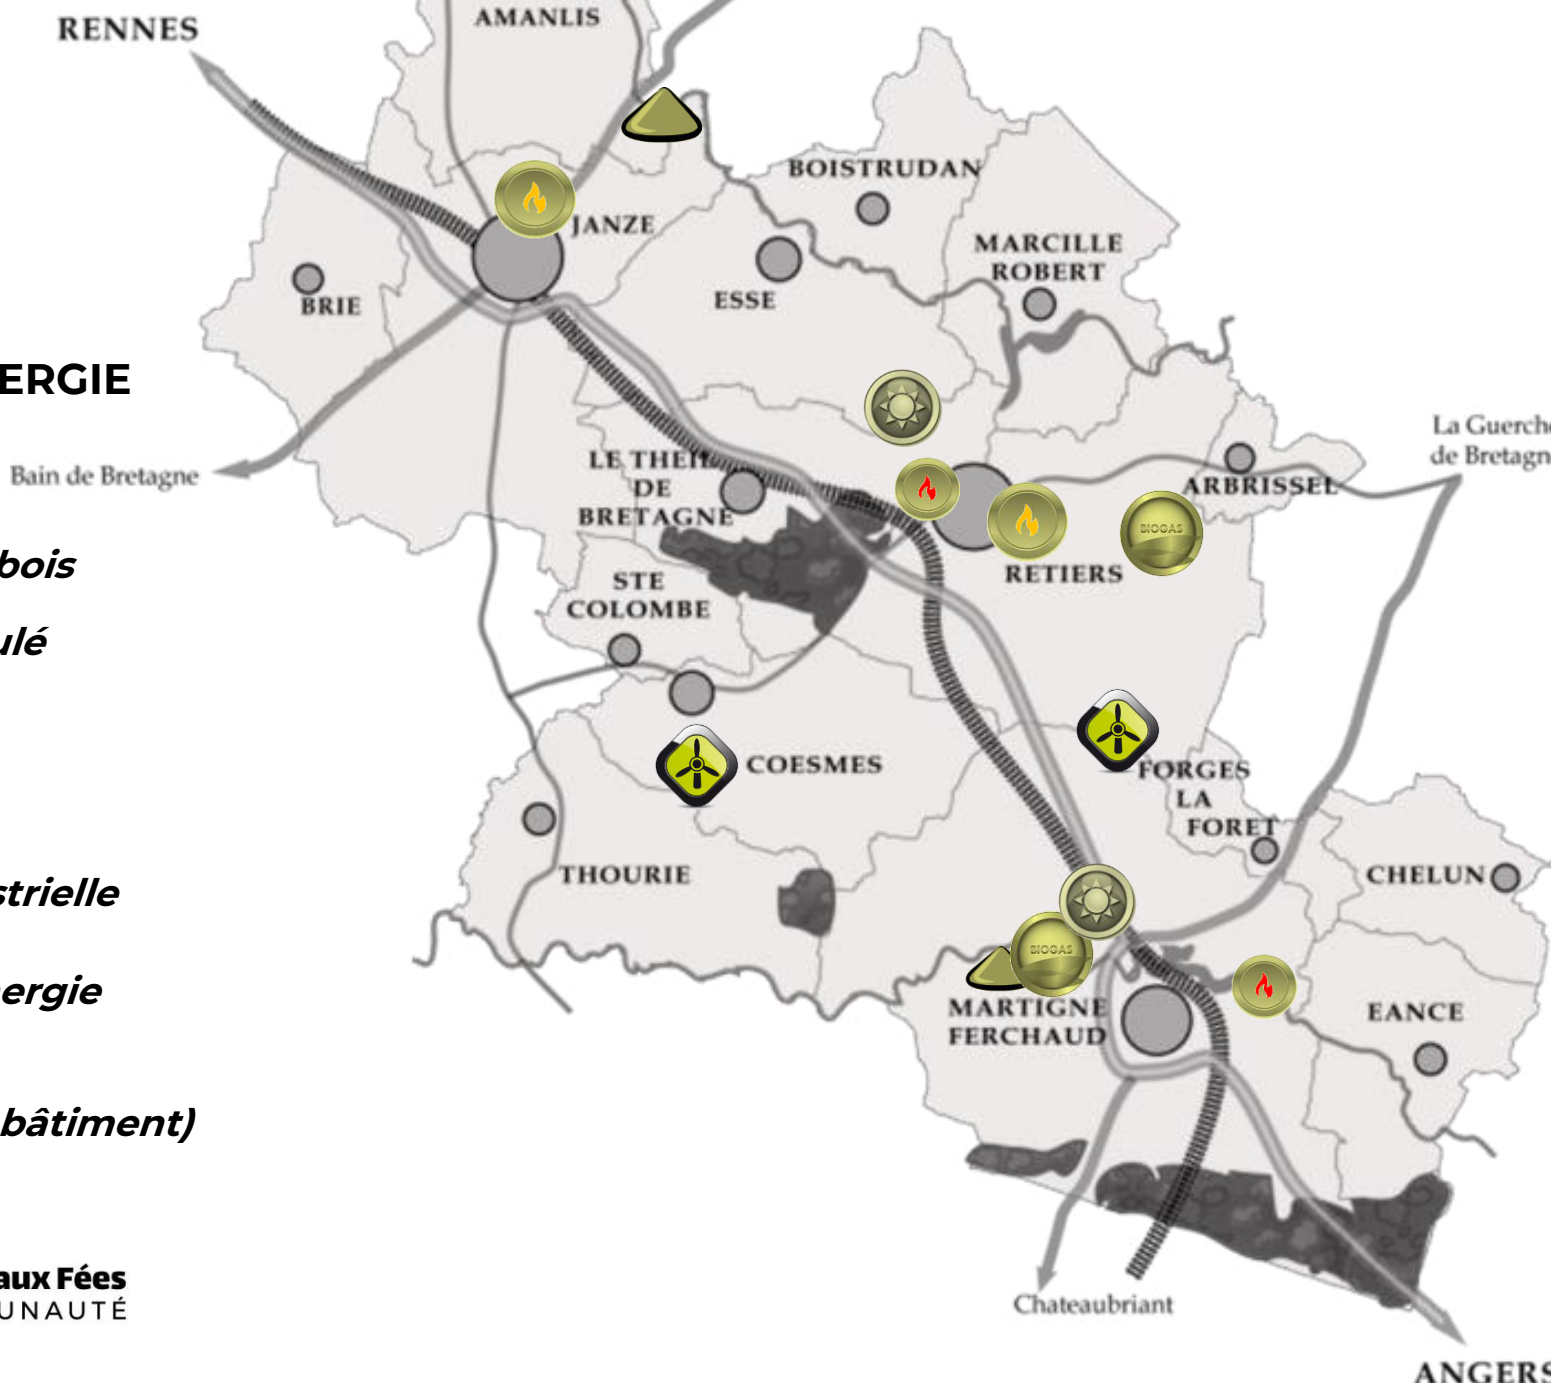 RENNES
AMANLIS
BOISTRUDAN
JANZE
MARCILLE
ROBERT
BRIE
ESSE
ERGIE
La Guerche
de Bretagn
Bain de Bretagne
LE THEIL
DE
BRETAGNE
ARBRISSEL
BIOGAS
bois
RETIERS
STE
COLOMBE
ulé
COESMES
FORGES
LA
FORET
THOURIE
CHELUN
strielle
BIOGAS
ergie
MARTIGNE
FERCHAUD
EANCE
bâtiment)
aux Fées
UNAUTÉ
Chateaubriant
ANGERS